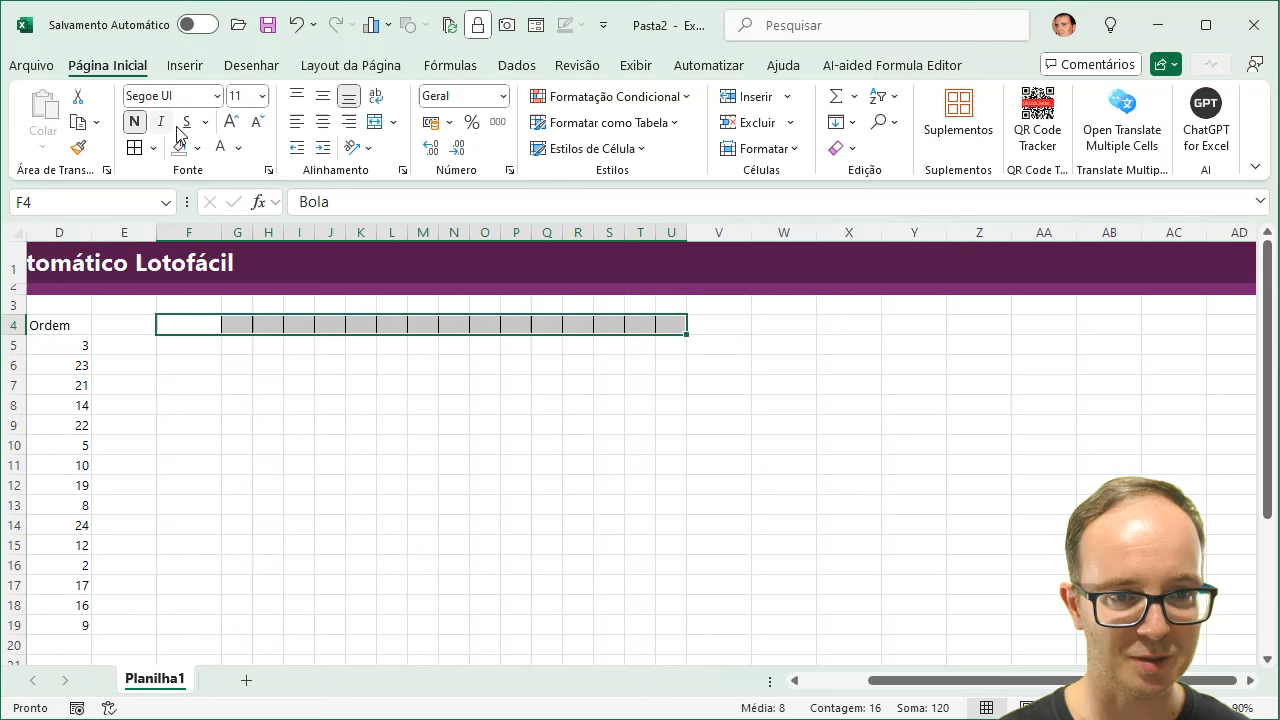 Salvamento Automático
Pasta2 - Ex...
Pesquisar
Arquivo
Página Inicial
Inserir
Desenhar
Layout da Página
Fórmulas
Dados
Revisão
Exibir
Automatizar
Ajuda
AI-aided Formula Editor
Comentários
Colar
Área de Trans...
Segoe UI
11
N I S
A A
A
Fonte
Alinhamento
Geral
% 000
Número
Formatação Condicional
Formatar como Tabela
Estilos de Célula
Estilos
Inserir
Excluir
Formatar
Células
Edição
Suplementos
Suplementos
QR Code
Tracker
QR Code T...
Open Translate
Multiple Cells
Translate Multip...
GPT
ChatGPT
for Excel
AI
F4
fx
Bola
D E F G H I J K L M N O P Q R S T U V W X Y Z AA AB AC AD
1 tomático Lotofácil
2
3
4 Ordem
5 3
6 23
7 21
8 14
9 22
10 5
11 10
12 19
13 8
14 24
15 12
16 2
17 17
18 16
19 9
20
21
Planilha1
Pronto
Média: 8
Contagem: 16
Soma: 120
90%